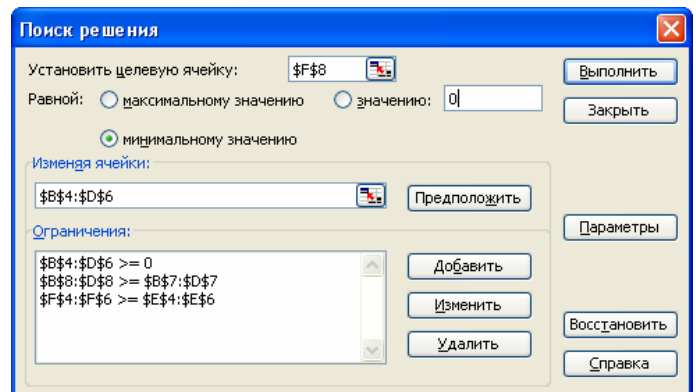 Поиск решения
Установить целевую ячейку: $F$8 Выполнить
Равной: максимальному значению значению: 0 Закрыть
минимальному значению
Изменяя ячейки:
$B$4:$D$6 Предположить
Параметры
Ограничения:
$B$4:$D$6 >= 0 Добавить
$B$8:$D$8 >= $B$7:$D$7
$F$4:$F$6 >= $E$4:$E$6 Изменить
Восстановить
Удалить
Справка